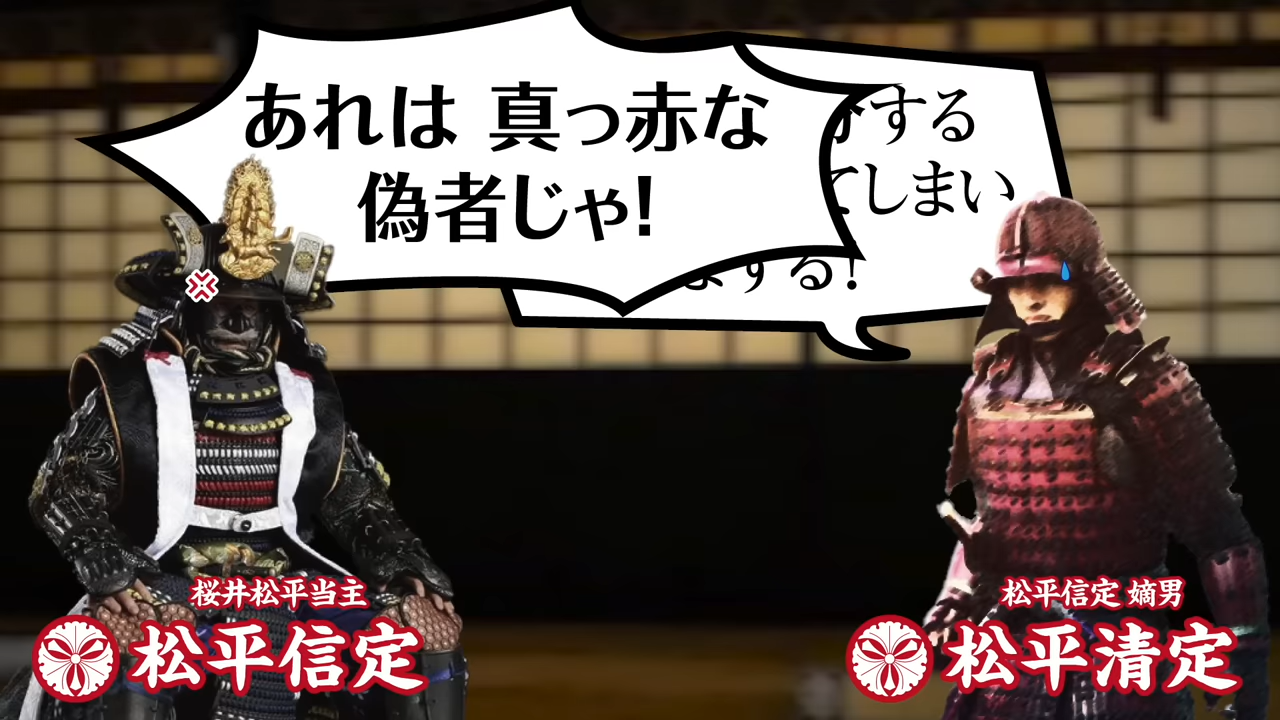 あれは 真っ赤な
偽者じゃ!
する
てしまい
まする!
桜井松平当主
松平信定
松平信定 嫡男
松平清定